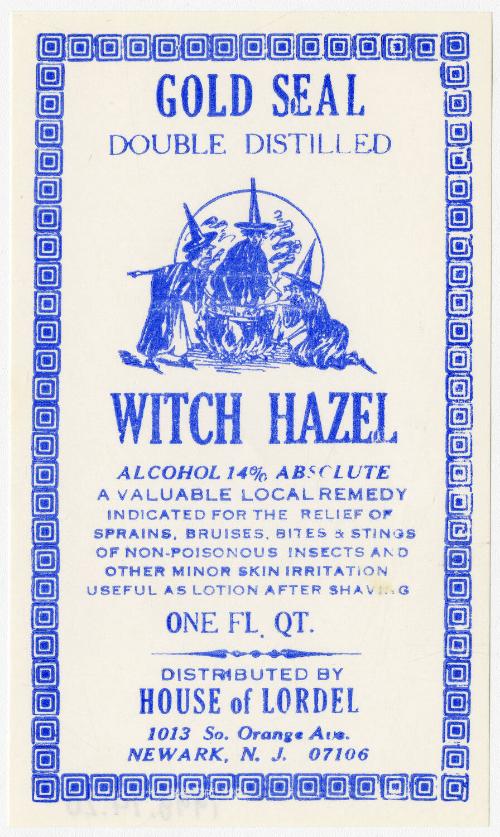 GOLD SEAL
DOUBLE DISTILLED
WITCH HAZEL
ALCOHOL 14% ABSOLUTE
A VALUABLE LOCAL REMEDY
INDICATED FOR THE RELIEF OF
SPRAINS, BRUISES, BITES & STINGS
OF NON-POISONOUS INSECTS AND
OTHER MINOR SKIN IRRITATION
USEFUL AS LOTION AFTER SHAVING
ONE FL. QT.
DISTRIBUTED BY
HOUSE of LORDEL
1013 So. Orange Ave.
NEWARK, N. J. 07106